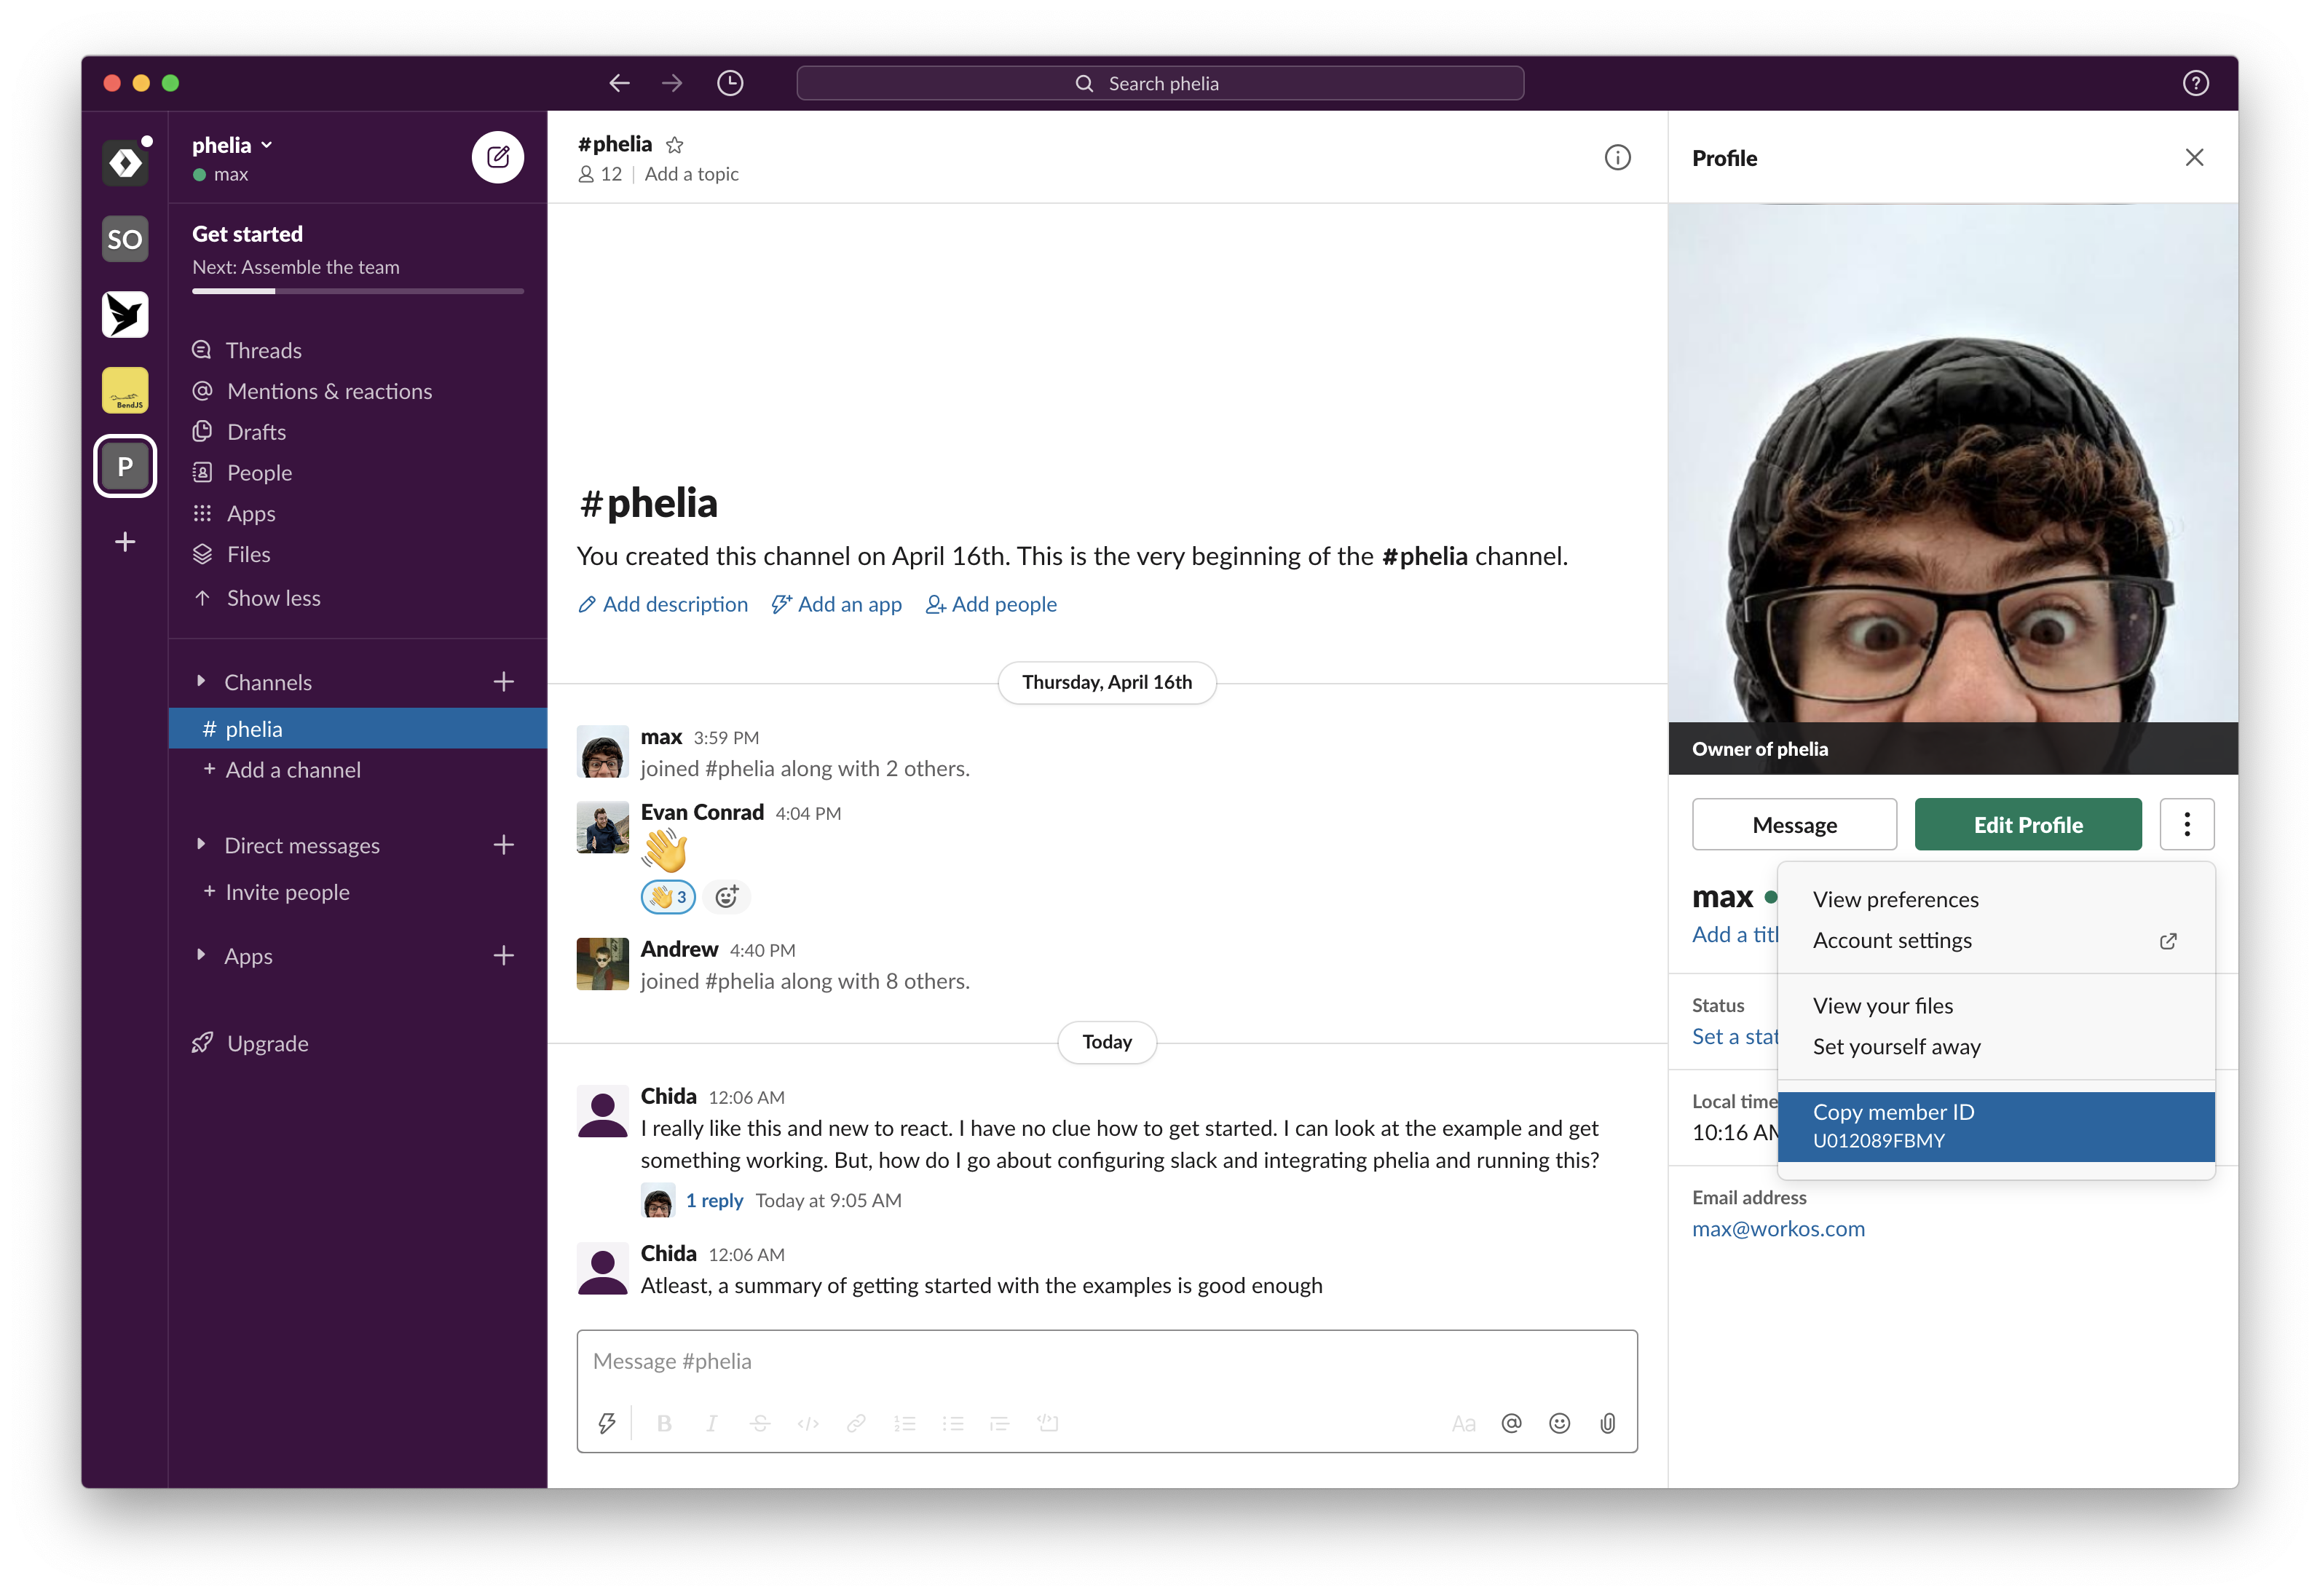 Search phelia
phelia
max
Get started
Next: Assemble the team
SO
BendJS
P
Threads
Mentions & reactions
Drafts
People
Apps
Files
Show less
Channels
# phelia
+ Add a channel
Direct messages
+ Invite people
Apps
Upgrade
#phelia
12 | Add a topic
#phelia
You created this channel on April 16th. This is the very beginning of the #phelia channel.
Add description Add an app Add people
Thursday, April 16th
max 3:59 PM
joined #phelia along with 2 others.
Evan Conrad 4:04 PM
3
Andrew 4:40 PM
joined #phelia along with 8 others.
Today
Chida 12:06 AM
I really like this and new to react. I have no clue how to get started. I can look at the example and get
something working. But, how do I go about configuring slack and integrating phelia and running this?
1 reply Today at 9:05 AM
Chida 12:06 AM
Atleast, a summary of getting started with the examples is good enough
Message #phelia
B I S Aa @
Profile
Owner of phelia
Message Edit Profile
max
Add a titl
Status
Set a stat
Local time
10:16 AM
View preferences
Account settings
View your files
Set yourself away
Copy member ID
U012089FBMY
Email address
max@workos.com